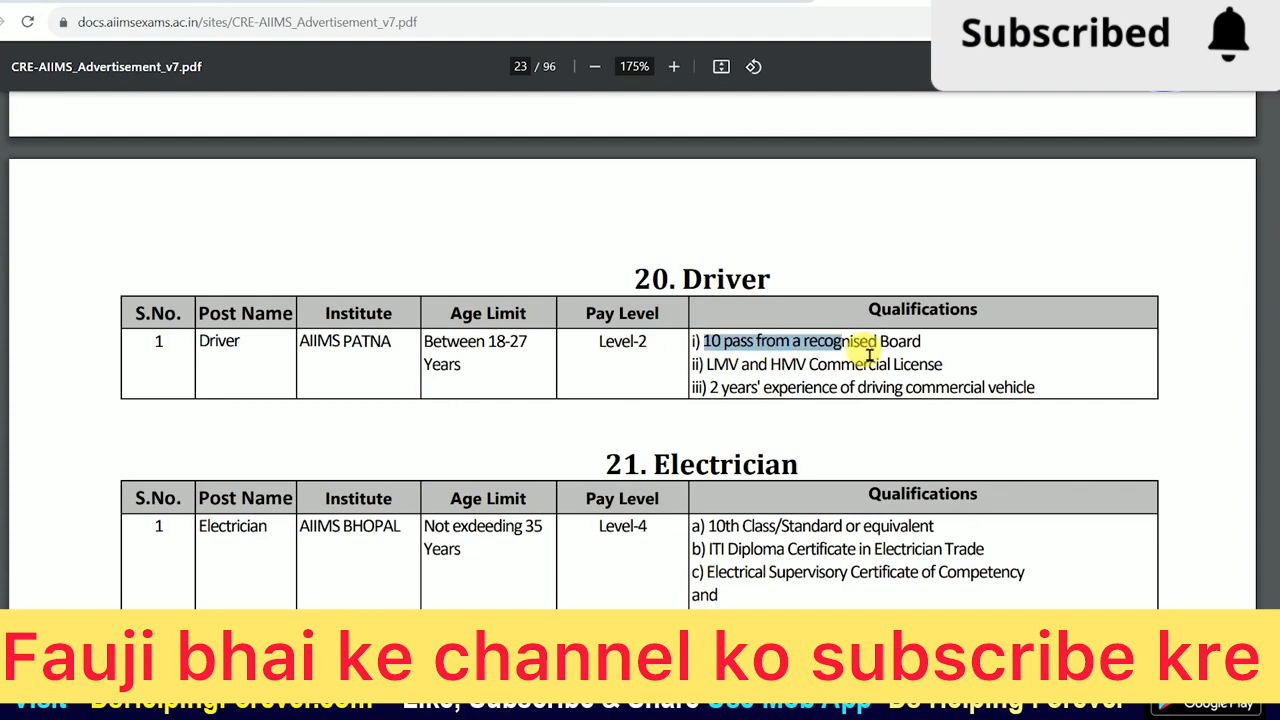 docs.aiimsexams.ac.in/sites/CRE-AIIMS_Advertisement_v7.pdf
Subscribed
CRE-AIIMS_Advertisement_v7.pdf
23 / 96
175%
20. Driver
S.No. Post Name Institute Age Limit Pay Level Qualifications
1 Driver AIIMS PATNA Between 18-27 Level-2 i) 10 pass from a recognised Board
Years ii) LMV and HMV Commercial License
iii) 2 years' experience of driving commercial vehicle
21. Electrician
S.No. Post Name Institute Age Limit Pay Level Qualifications
1 Electrician AIIMS BHOPAL Not exdeeding 35 Level-4 a) 10th Class/Standard or equivalent
Years b) ITI Diploma Certificate in Electrician Trade
c) Electrical Supervisory Certificate of Competency
and
Fauji bhai ke channel ko subscribe kre
Google Play